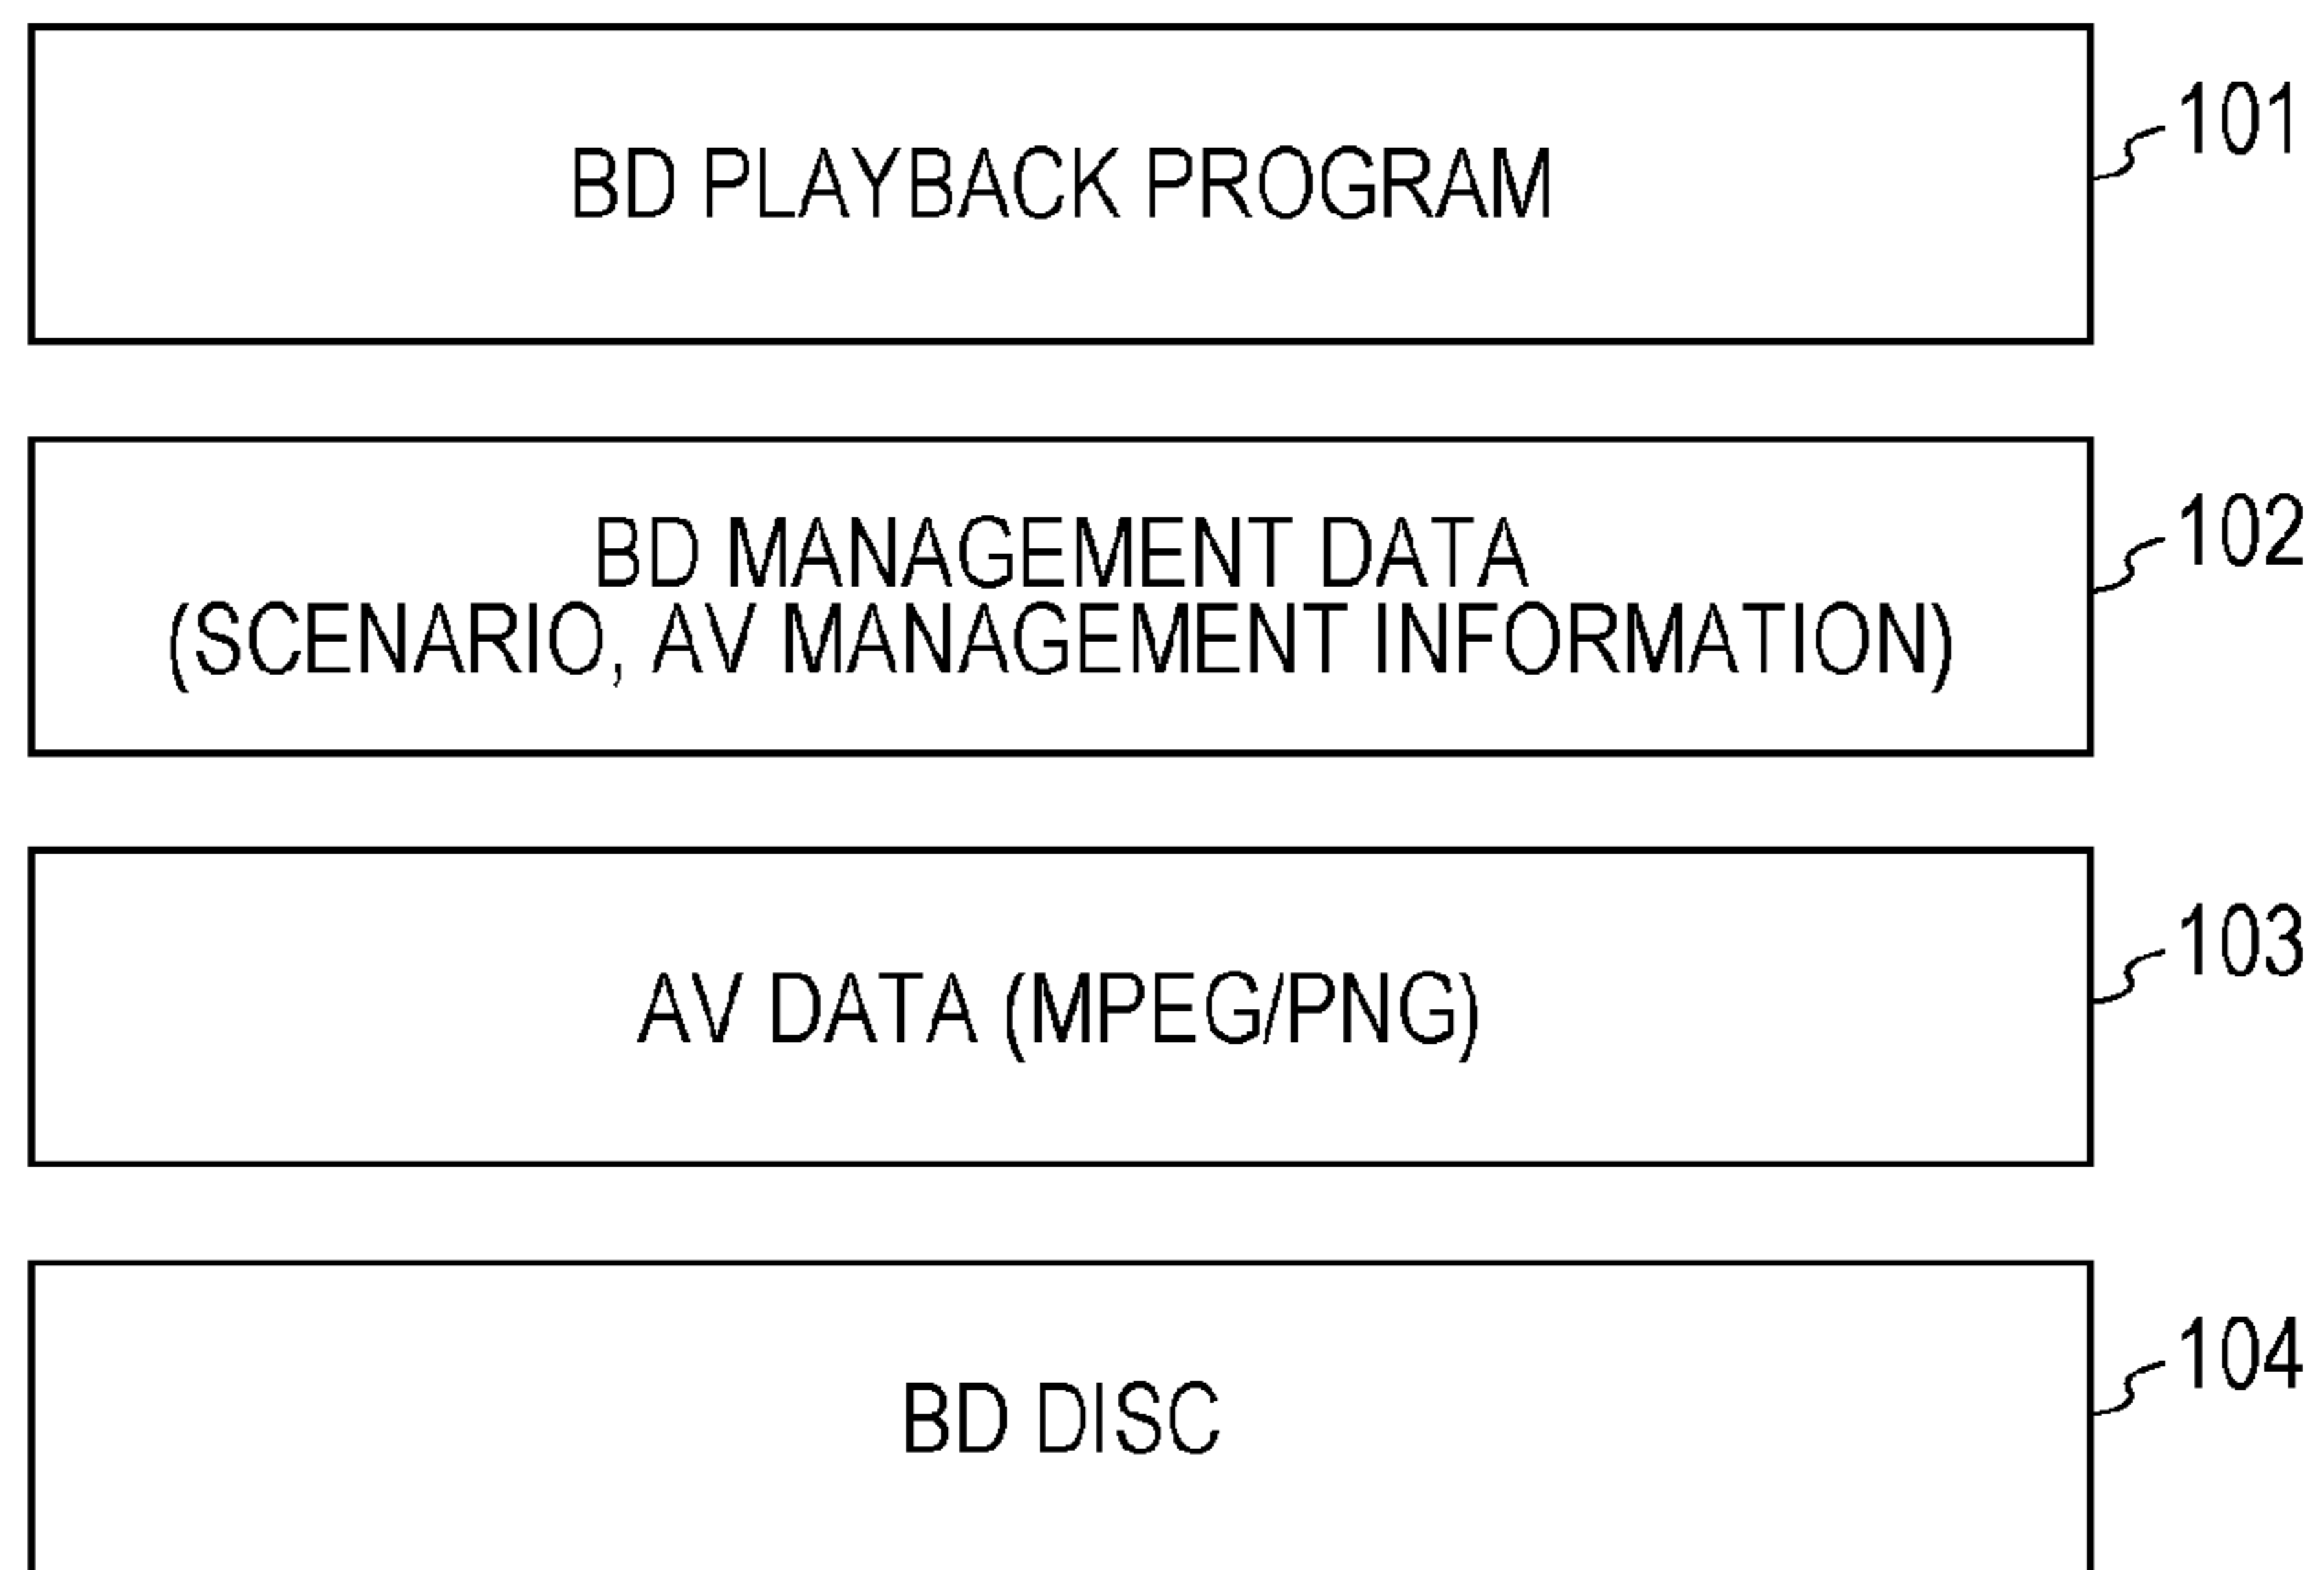 BD PLAYBACK PROGRAM
101
BD MANAGEMENT DATA
(SCENARIO, AV MANAGEMENT INFORMATION)
102
AV DATA (MPEG/PNG)
103
BD DISC
104